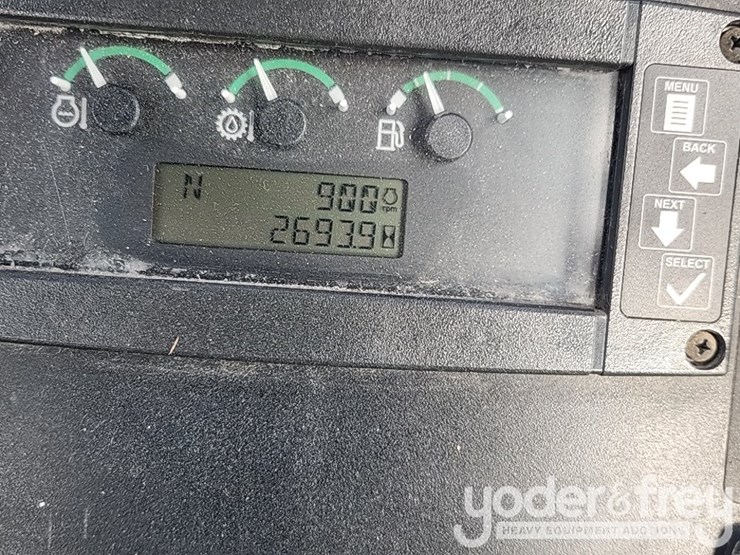 MENU
BACK
NEXT
SELECT
N 900 rpm
2693.9
yoder & frey
HEAVY EQUIPMENT AUCTIONS